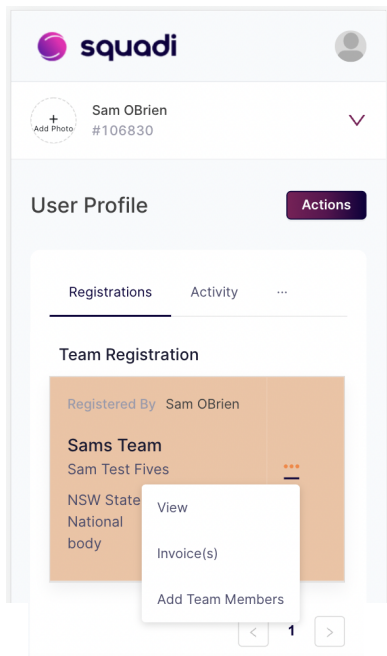 squadi
+
Add Photo
Sam OBrien
#106830
User Profile
Actions
Registrations
Activity
...
Team Registration
Registered By Sam OBrien
Sams Team
Sam Test Fives
...
NSW State
National
body
View
Invoice(s)
Add Team Members
< 1 >